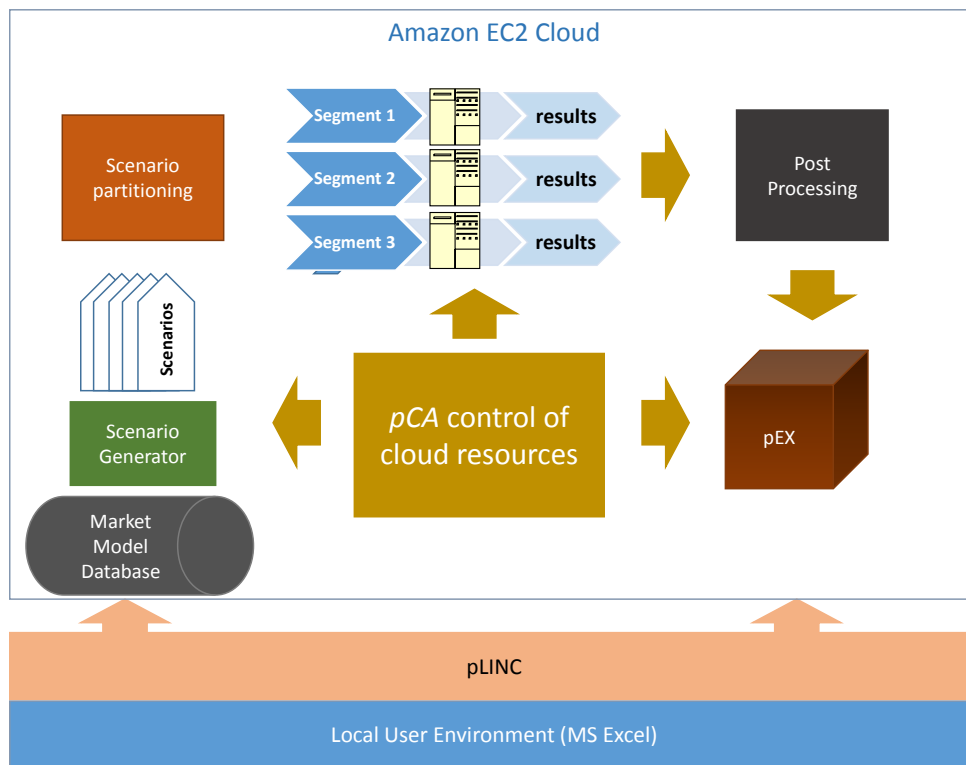 Amazon EC2 Cloud
Scenario
partitioning
Segment 1
results
Segment 2
results
Segment 3
results
Post
Processing
Scenarios
Scenario
Generator
pCA control of
cloud resources
pEX
Market
Model
Database
pLINC
Local User Environment (MS Excel)